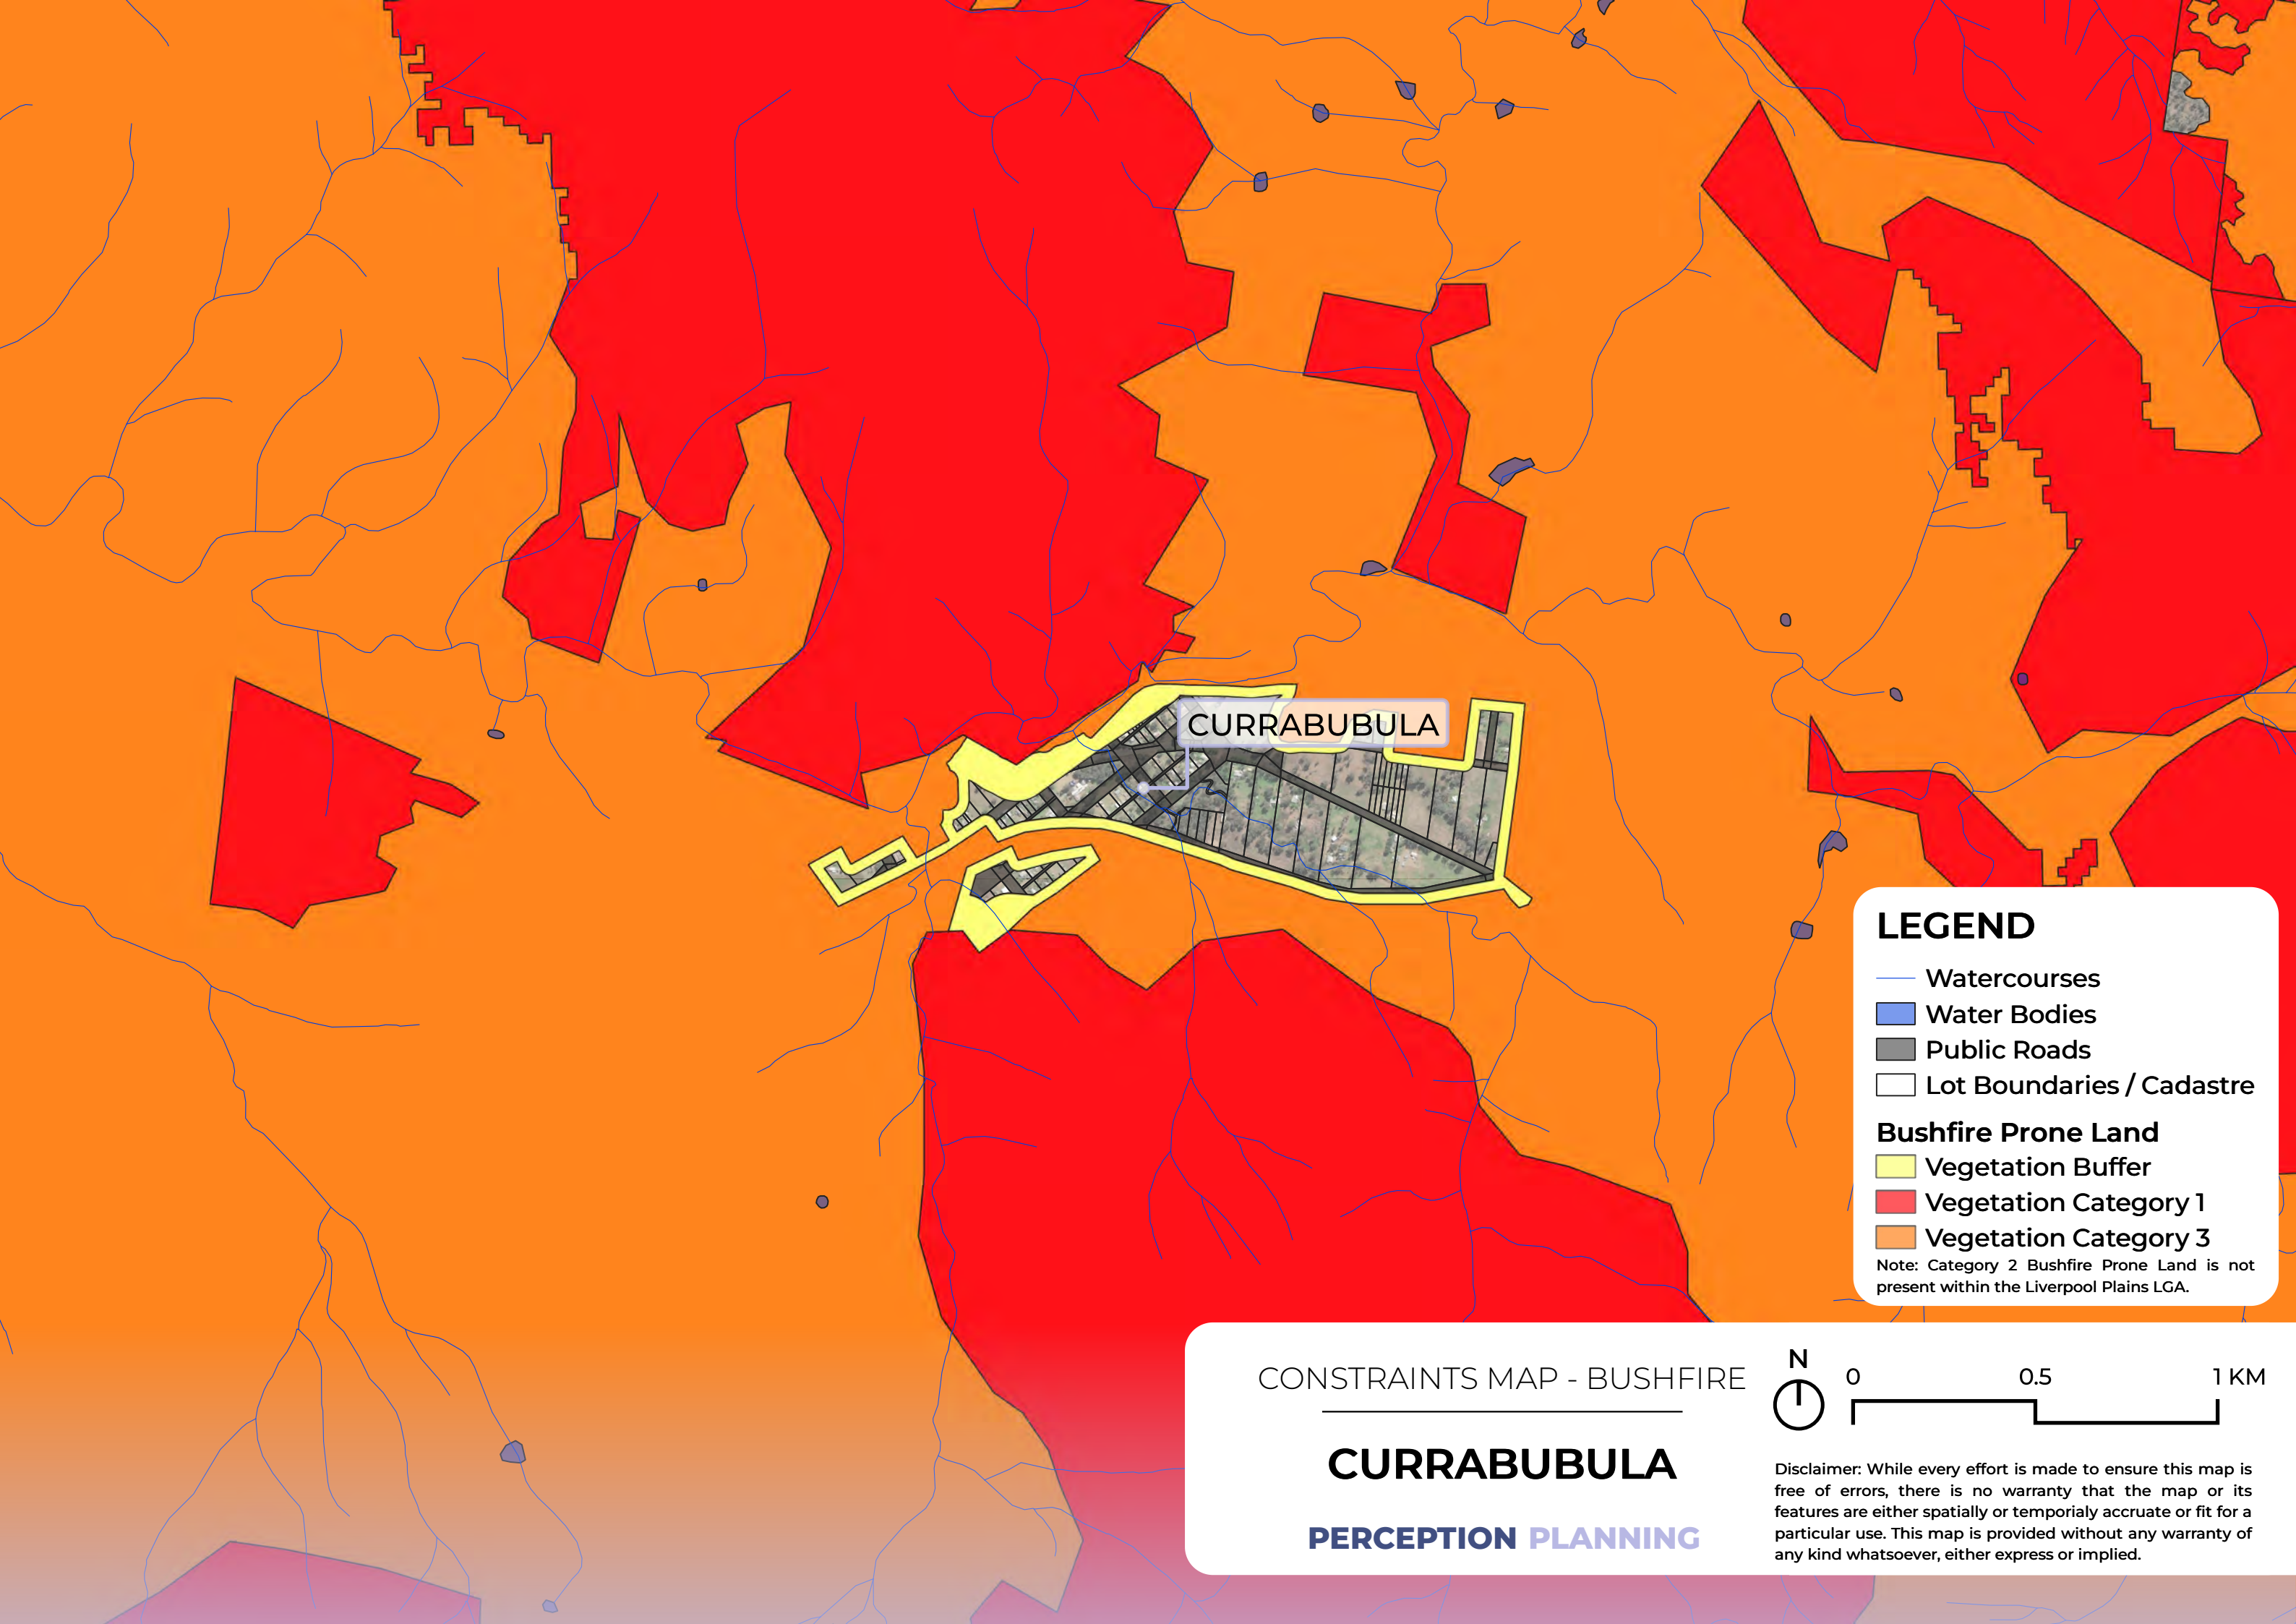 CURRABUBULA
LEGEND
Watercourses
Water Bodies
Public Roads
Lot Boundaries / Cadastre
Bushfire Prone Land
Vegetation Buffer
Vegetation Category 1
Vegetation Category 3
Note: Category 2 Bushfire Prone Land is not
present within the Liverpool Plains LGA.
CONSTRAINTS MAP - BUSHFIRE
CURRABUBULA
PERCEPTION PLANNING
N
0 0.5 1 KM
Disclaimer: While every effort is made to ensure this map is
free of errors, there is no warranty that the map or its
features are either spatially or temporialy accruate or fit for a
particular use. This map is provided without any warranty of
any kind whatsoever, either express or implied.